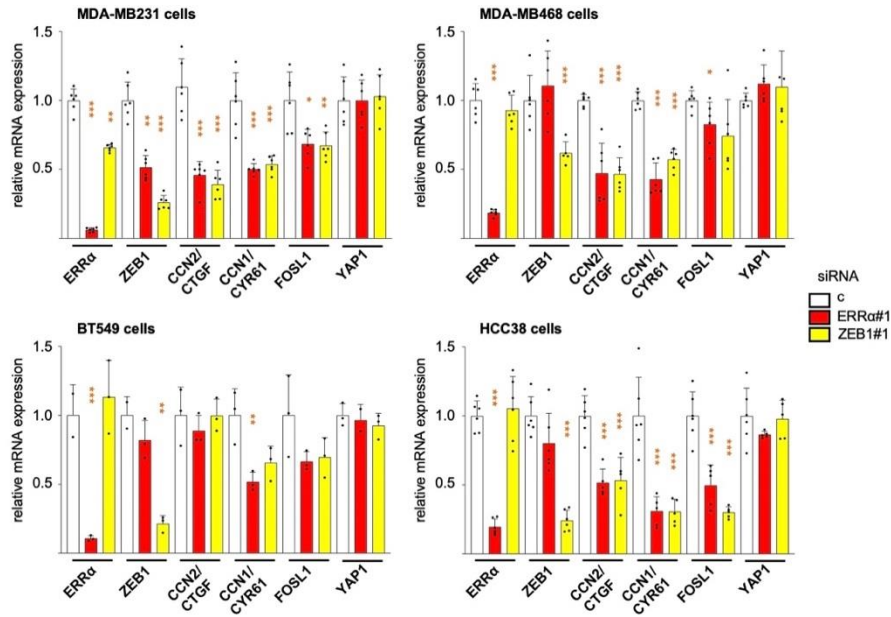 MDA-MB231 cells
relative mRNA expression
1.5
1.0
0.5
***
**
**
***
***
***
***
***
*
**
ERRα
ZEB1
CCN2/
CTGF
CCN1/
CYR61
FOSL1
YAP1
MDA-MB468 cells
relative mRNA expression
1.5
1.0
0.5
***
***
***
***
***
***
*
ERRα
ZEB1
CCN2/
CTGF
CCN1/
CYR61
FOSL1
YAP1
siRNA
c
ERRα#1
ZEB1#1
BT549 cells
relative mRNA expression
1.5
1.0
0.5
***
**
**
ERRα
ZEB1
CCN2/
CTGF
CCN1/
CYR61
FOSL1
YAP1
HCC38 cells
relative mRNA expression
1.5
1.0
0.5
***
***
***
***
***
***
***
***
ERRα
ZEB1
CCN2/
CTGF
CCN1/
CYR61
FOSL1
YAP1